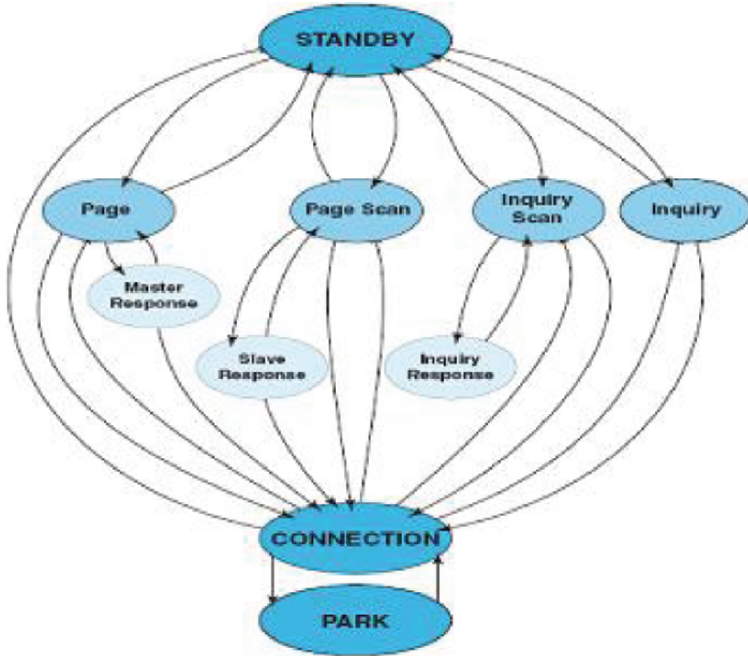 STANDBY
Page
Page Scan
Inquiry
Scan
Inquiry
Master
Response
Slave
Response
Inquiry
Response
CONNECTION
PARK